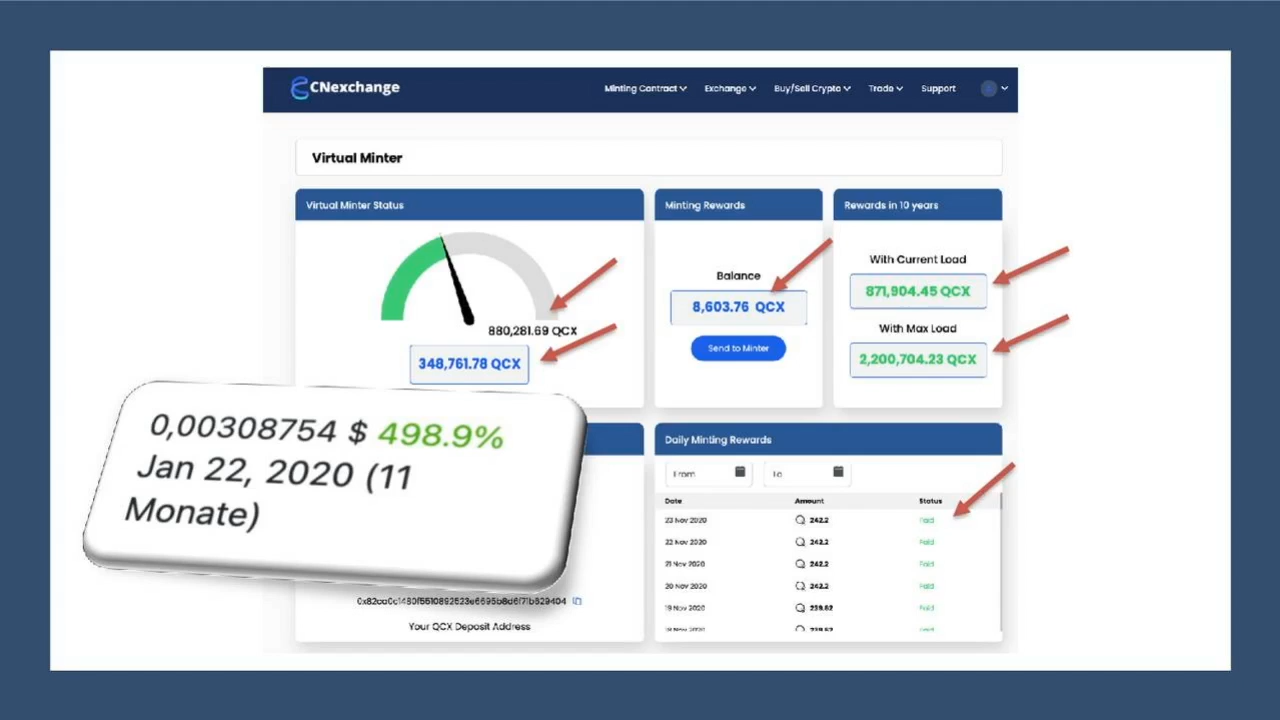 CNexchange
Minting Contract Exchange Buy/Sell Crypto Trade Support
Virtual Minter
Virtual Minter Status
880,281.69 QCX
348,761.78 QCX
Minting Rewards
Balance
8,603.76 QCX
Send to Minter
Rewards in 10 years
With Current Load
871,904.45 QCX
With Max Load
2,200,704.23 QCX
0,00308754 $ 498.9%
Jan 22, 2020 (11
Monate)
Your QCX Deposit Address
Daily Minting Rewards
From To
Date Amount Status
23 Nov 2020 242.2 Paid
22 Nov 2020 242.2 Paid
21 Nov 2020 242.2 Paid
20 Nov 2020 242.2 Paid
19 Nov 2020 239.82 Paid